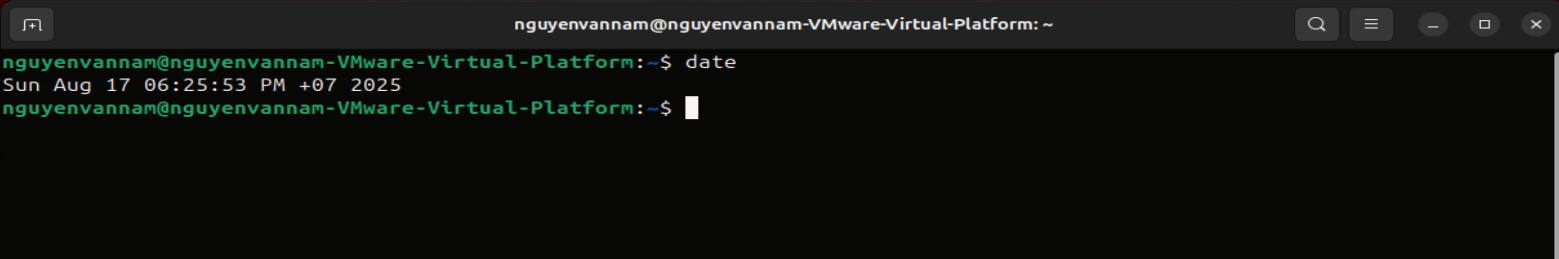 nguyenvannam@nguyenvannam-VMware-Virtual-Platform: ~
nguyenvannam@nguyenvannam-VMware-Virtual-Platform:~$ date
Sun Aug 17 06:25:53 PM +07 2025
nguyenvannam@nguyenvannam-VMware-Virtual-Platform:~$